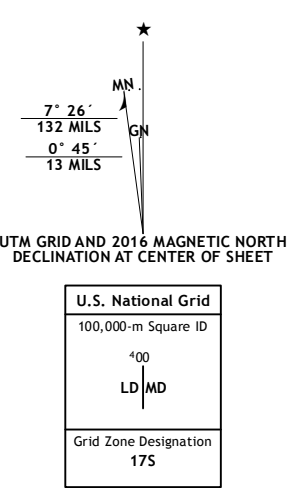 ★
MN
7° 26´
132 MILS
GN
0° 45´
13 MILS
UTM GRID AND 2016 MAGNETIC NORTH
DECLINATION AT CENTER OF SHEET
U.S. National Grid
100,000-m Square ID
⁴00
LD MD
Grid Zone Designation
17S